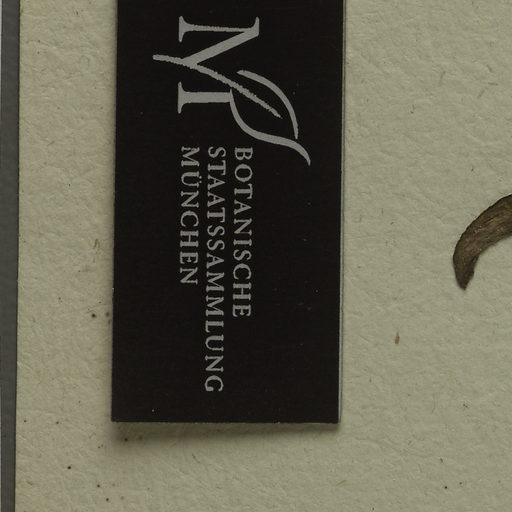 M
BOTANISCHE
STAATSSAMMLUNG
MÜNCHEN